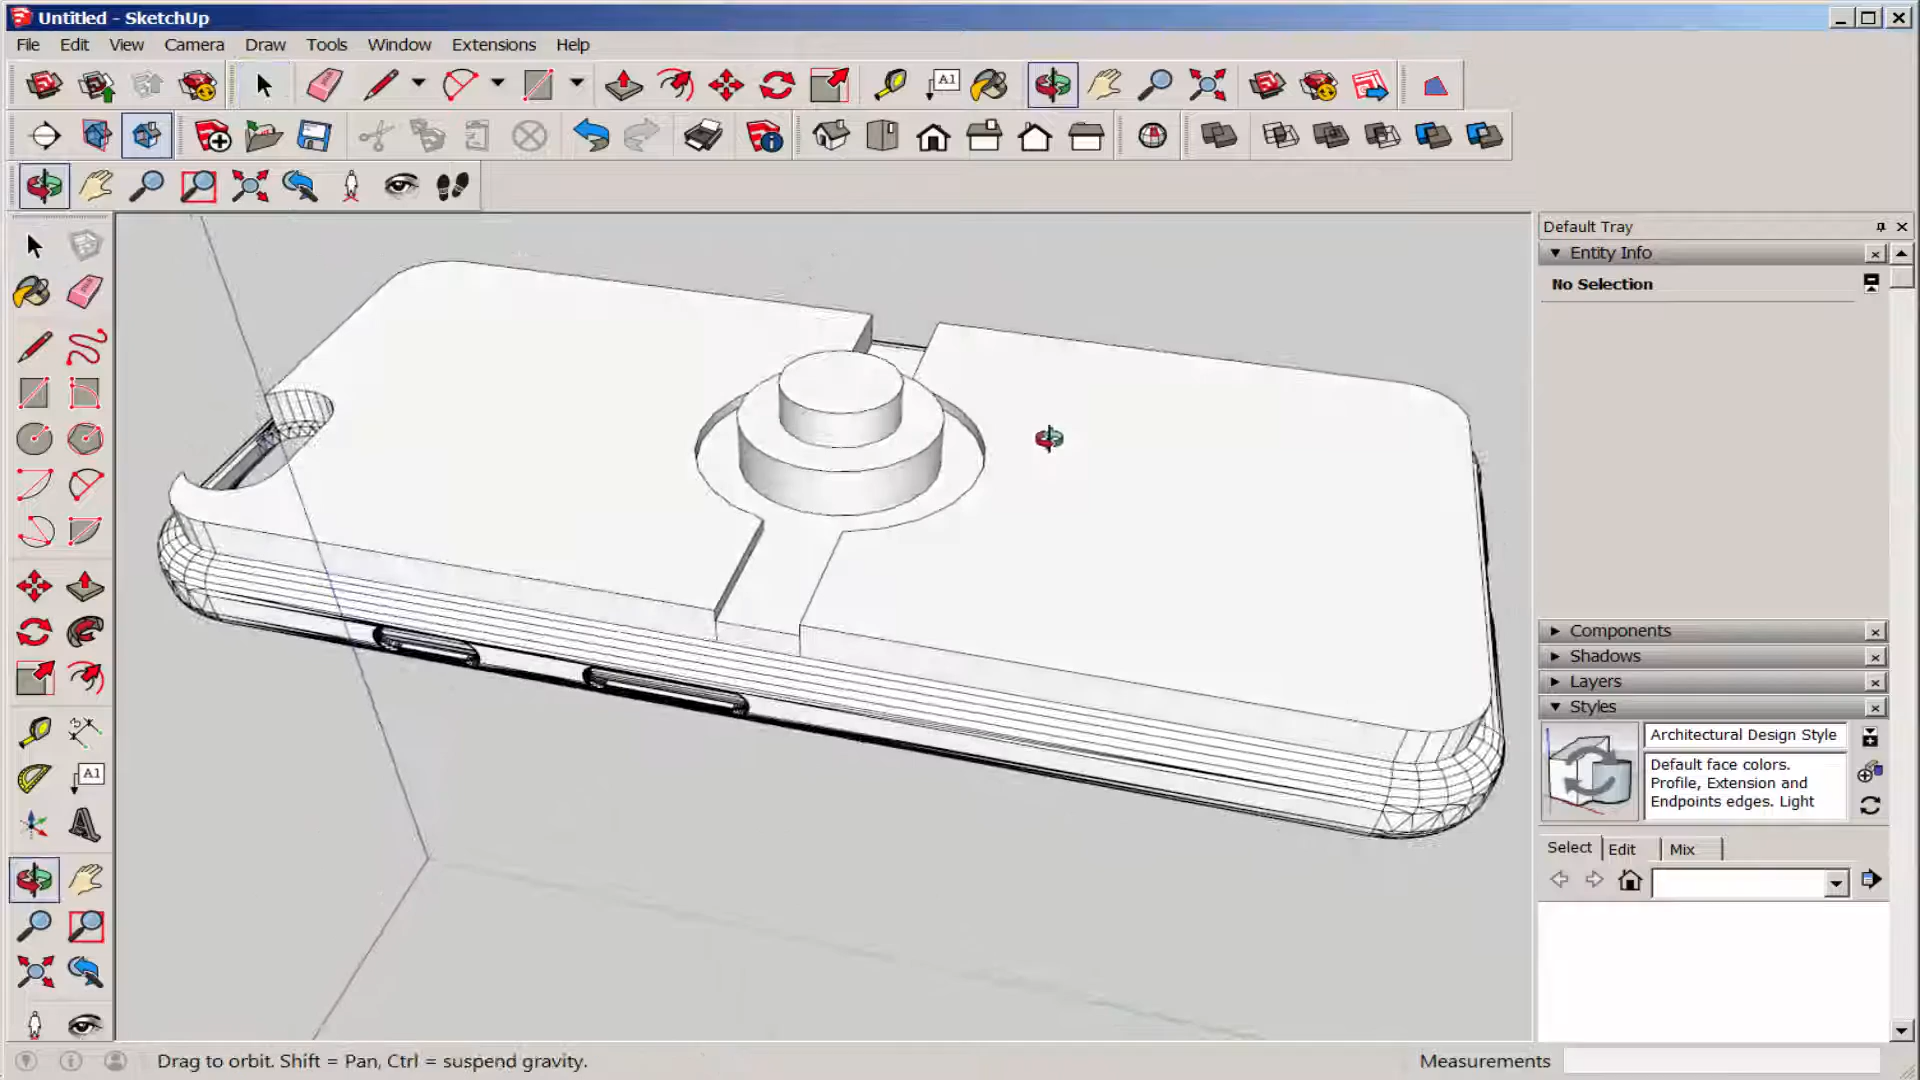 Untitled - SketchUp
File Edit View Camera Draw Tools Window Extensions Help
A1
Default Tray
Entity Info
No Selection
Components
Shadows
Layers
Styles
Architectural Design Style
Default face colors.
Profile, Extension and
Endpoints edges. Light
A1
Select Edit Mix
Drag to orbit. Shift = Pan, Ctrl = suspend gravity.
Measurements